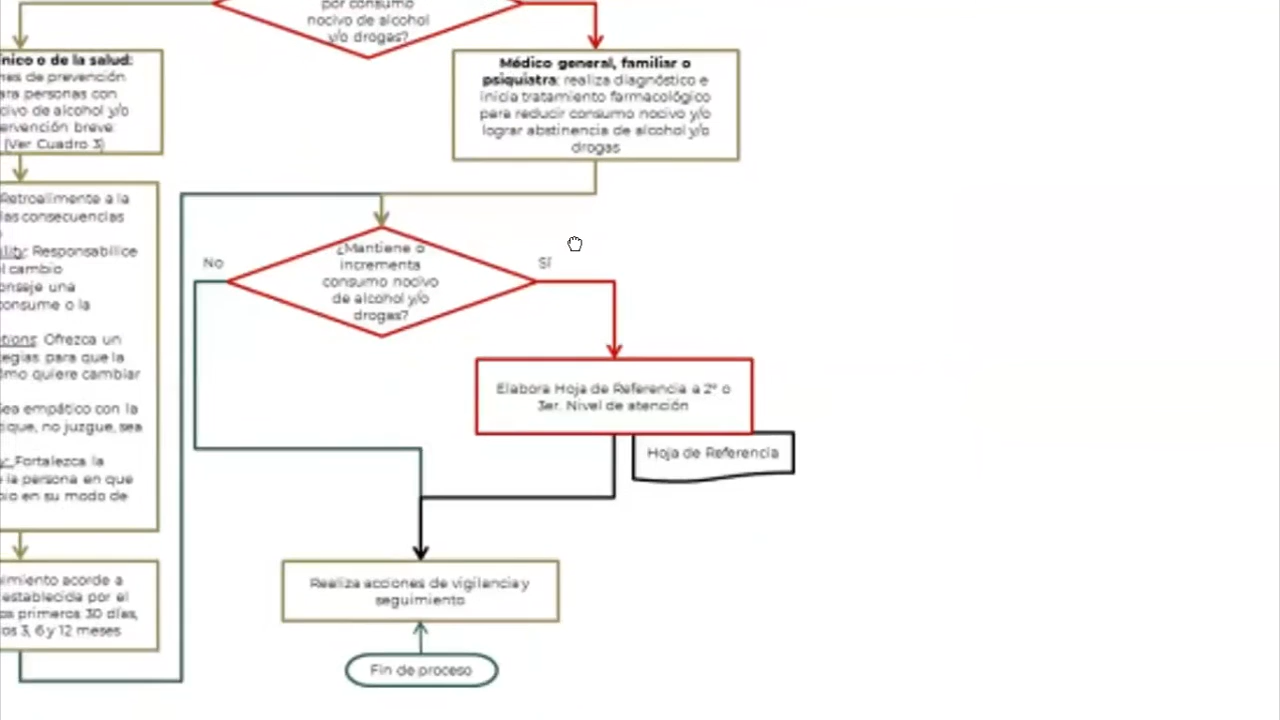 por consumo
nocivo de alcohol
y/o drogas?
Médico general, familiar o
psiquiatra: realiza diagnóstico e
inicia tratamiento farmacológico
para reducir consumo nocivo y/o
lograr abstinencia de alcohol y/o
drogas
nico o de la salud:
nes de prevención
ara personas con
civo de alcohol y/o
ervención breve:
(Ver Cuadro 3)
Retroalimente a la
las consecuencias
ility: Responsabilice
el cambio
onseje una
onsume o la
tions: Ofrezca un
tegias para que la
ómo quiere cambiar
Sea empático con la
tique, no juzgue, sea
y: Fortalezca la
e la persona en que
bio en su modo de
imiento acorde a
establecida por el
os primeros 30 días,
los 3, 6 y 12 meses
No
¿Mantiene o
incrementa
consumo nocivo
de alcohol y/o
drogas?
Sí
Elabora Hoja de Referencia a 2° o
3er. Nivel de atención
Hoja de Referencia
Realiza acciones de vigilancia y
seguimiento
Fin de proceso